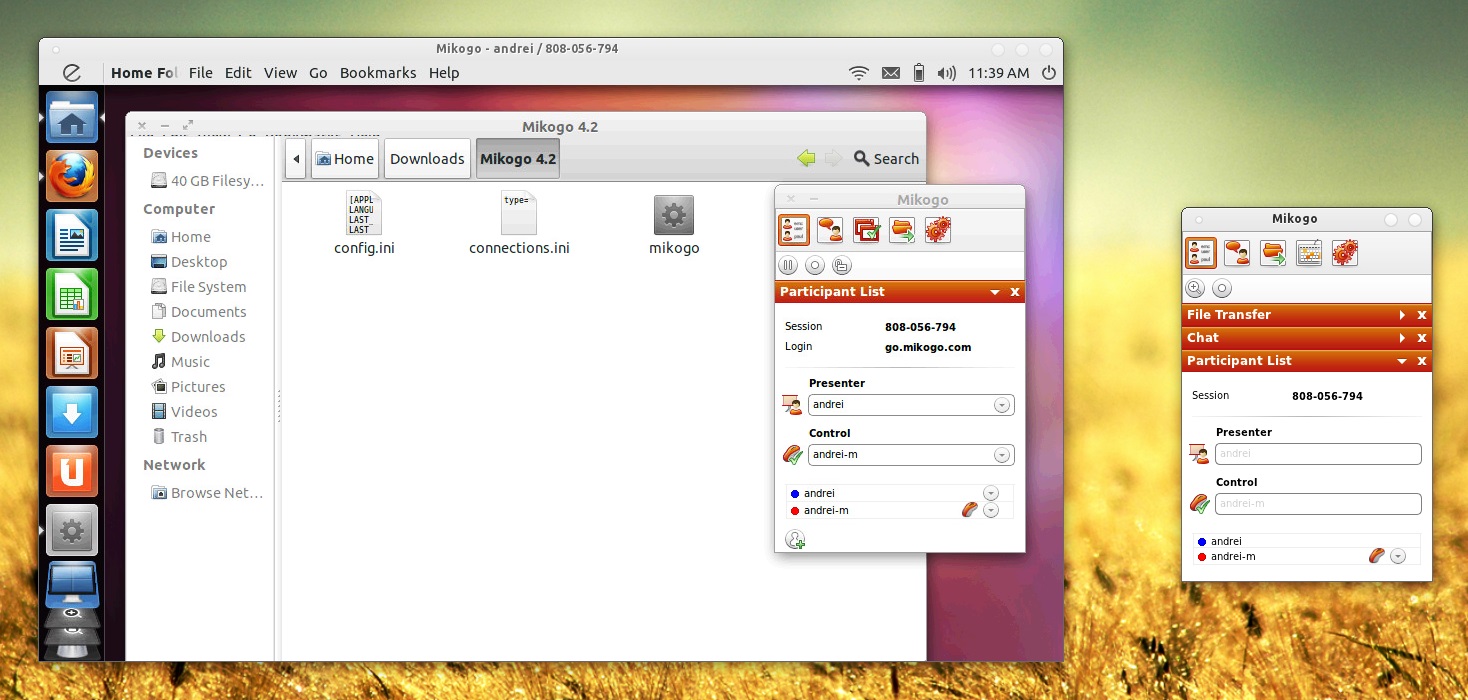 Mikogo - andrei / 808-056-794
Home Fol File Edit View Go Bookmarks Help 11:39 AM
Mikogo 4.2
Devices
40 GB Filesy...
Computer
Home
Desktop
File System
Documents
Downloads
Music
Pictures
Videos
Trash
Network
Browse Net...
Home Downloads Mikogo 4.2 Search
[APPL
LANGU
LAST_
LAST_
config.ini
type=
connections.ini
mikogo
Mikogo
Participant List
Session 808-056-794
Login go.mikogo.com
Presenter
andrei
Control
andrei-m
andrei
andrei-m
Mikogo
File Transfer
Chat
Participant List
Session 808-056-794
Presenter
andrei
Control
andrei-m
andrei
andrei-m